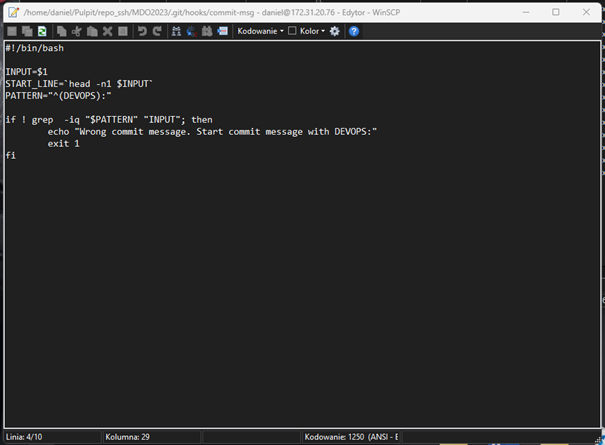 /home/daniel/Pulpit/repo_ssh/MDO2023/.git/hooks/commit-msg - daniel@172.31.20.76 - Edytor - WinSCP
Kodowanie Kolor
#!/bin/bash
INPUT=$1
START_LINE=`head -n1 $INPUT`
PATTERN="^(DEVOPS):"
if ! grep  -iq "$PATTERN" "INPUT"; then
echo "Wrong commit message. Start commit message with DEVOPS:"
exit 1
fi
Linia: 4/10 Kolumna: 29 Kodowanie: 1250 (ANSI - E